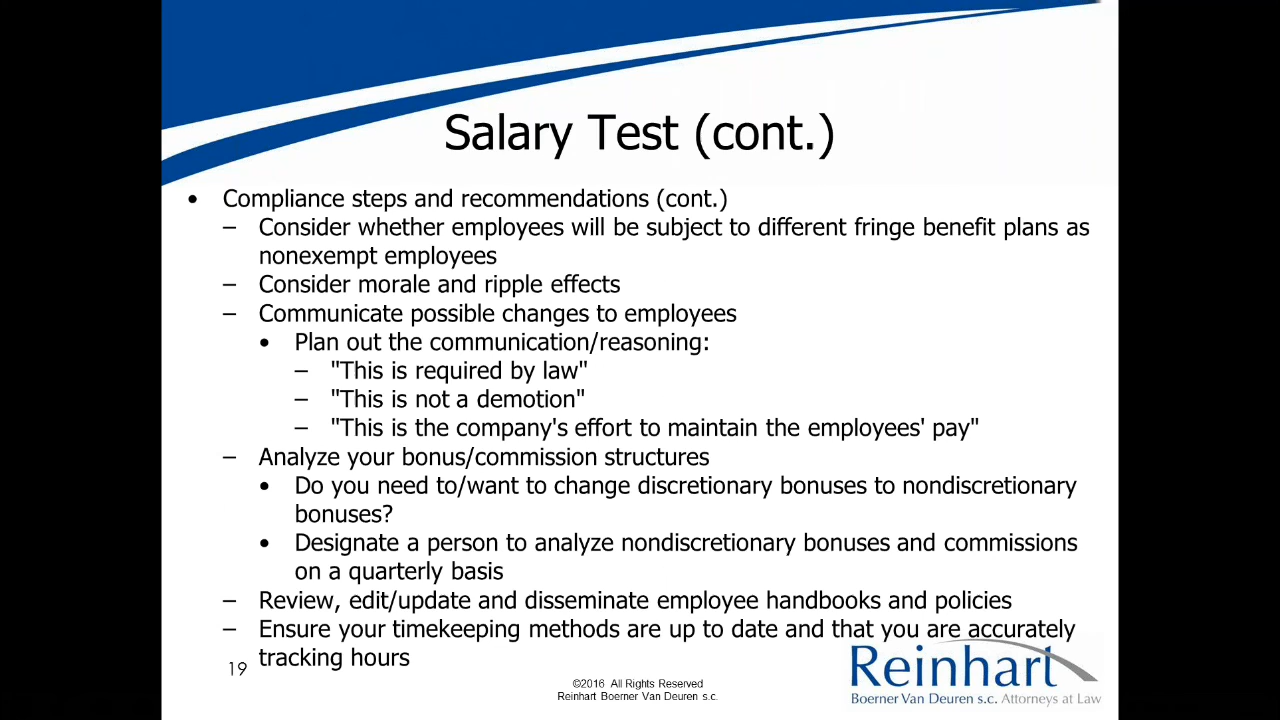 Salary Test (cont.)
• Compliance steps and recommendations (cont.)
– Consider whether employees will be subject to different fringe benefit plans as
nonexempt employees
– Consider morale and ripple effects
– Communicate possible changes to employees
• Plan out the communication/reasoning:
– "This is required by law"
– "This is not a demotion"
– "This is the company's effort to maintain the employees' pay"
– Analyze your bonus/commission structures
• Do you need to/want to change discretionary bonuses to nondiscretionary
bonuses?
• Designate a person to analyze nondiscretionary bonuses and commissions
on a quarterly basis
– Review, edit/update and disseminate employee handbooks and policies
– Ensure your timekeeping methods are up to date and that you are accurately
tracking hours
19
©2016 All Rights Reserved
Reinhart Boerner Van Deuren s.c.
Reinhart
Boerner Van Deuren s.c. Attorneys at Law